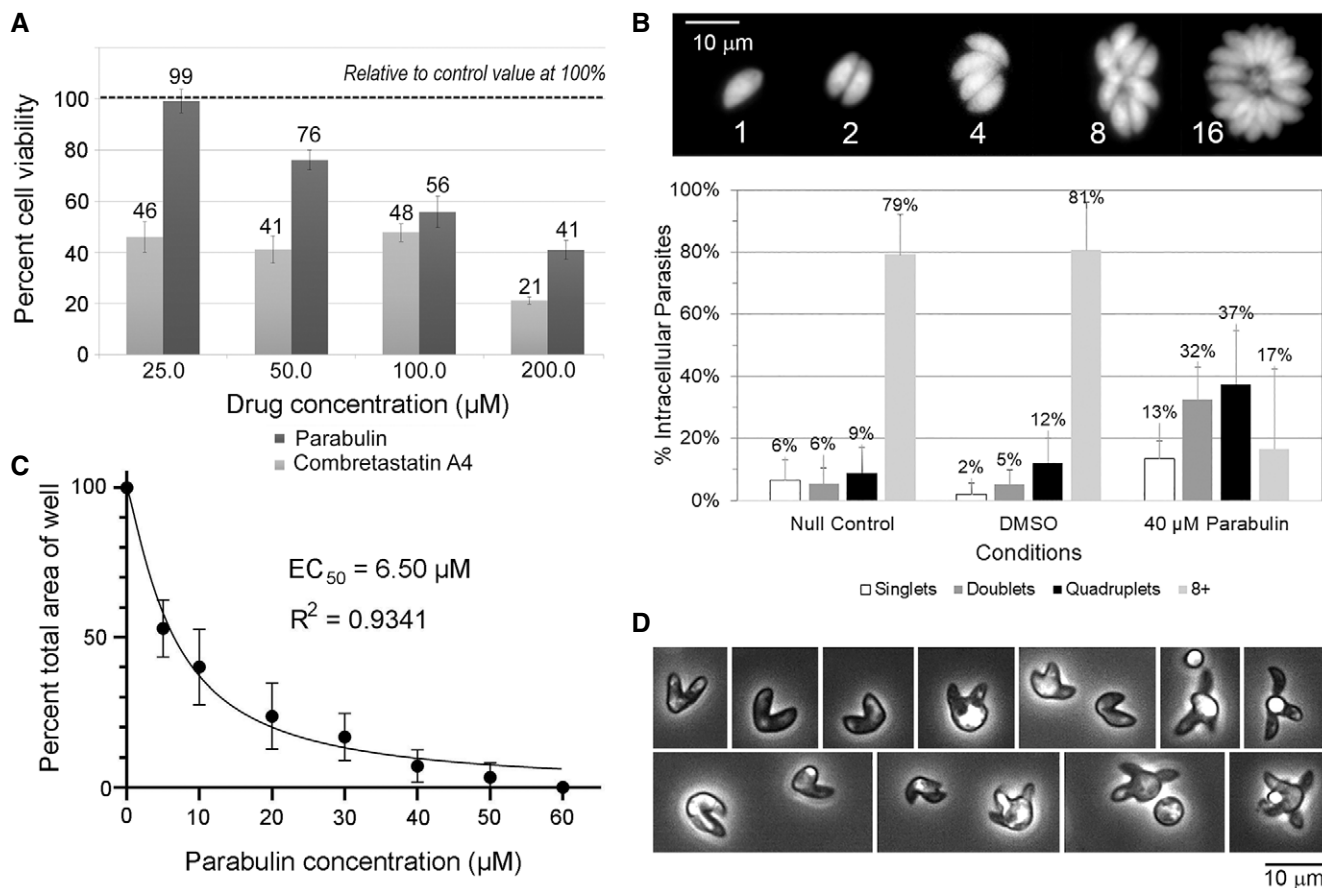 A
Percent cell viability
Relative to control value at 100%
100
80
60
40
20
0
46
99
41
76
48
56
21
41
25.0
50.0
100.0
200.0
Drug concentration (µM)
Parabulin
Combretastatin A4
B
10 µm
1
2
4
8
16
% Intracellular Parasites
100%
80%
60%
40%
20%
0%
6%
6%
9%
79%
2%
5%
12%
81%
13%
32%
37%
17%
Null Control
DMSO
40 µM Parabulin
Conditions
Singlets
Doublets
Quadruplets
8+
C
Percent total area of well
100
50
0
EC50 = 6.50 µM
R2 = 0.9341
0
10
20
30
40
50
60
Parabulin concentration (µM)
D
10 µm